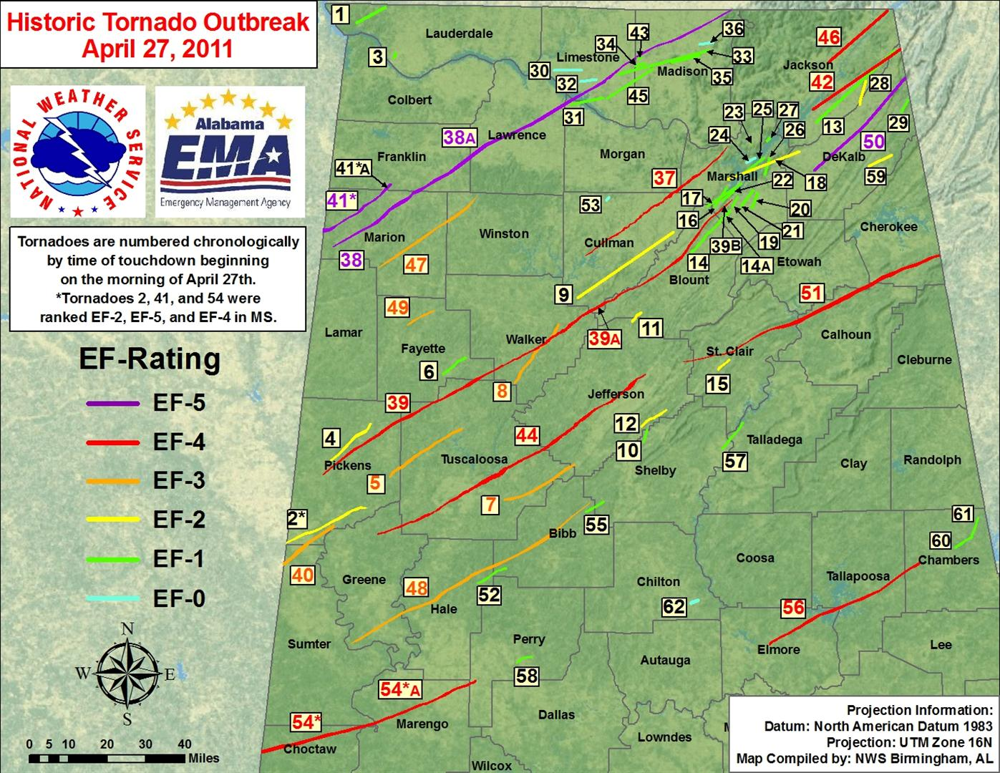 Historic Tornado Outbreak
April 27, 2011
NATIONAL WEATHER SERVICE
Alabama
EMA
Emergency Management Agency
Tornadoes are numbered chronologically
by time of touchdown beginning
on the morning of April 27th.
*Tornadoes 2, 41, and 54 were
ranked EF-2, EF-5, and EF-4 in MS.
EF-Rating
EF-5
EF-4
EF-3
EF-2
EF-1
EF-0
N
W
E
S
0 5 10 20 30 40
Miles
1
Lauderdale
3
Colbert
30
32
Limestone
34
43
36
33
35
Madison
45
31
46
Jackson
42
28
13
29
50
DeKalb
59
23
25
27
26
24
Marshall
18
22
17
16
20
21
19
39B
14A
14
38A
Lawrence
Franklin
41*A
41*
Morgan
37
53
Cullman
Marion
38
47
Winston
Blount
Etowah
Cherokee
9
51
49
Lamar
Fayette
6
Walker
39A
11
8
St. Clair
15
Calhoun
Cleburne
39
Jefferson
4
Pickens
44
12
10
Tuscaloosa
5
7
Shelby
57
Talladega
Clay
Randolph
2*
40
Greene
Bibb
55
48
Hale
52
Chilton
62
Coosa
61
60
Chambers
Tallapoosa
56
Elmore
Lee
Sumter
Perry
58
Autauga
54*A
54*
Marengo
Choctaw
Dallas
Lowndes
Wilcox
M
Projection Information:
Datum: North American Datum 1983
Projection: UTM Zone 16N
Map Compiled by: NWS Birmingham, AL